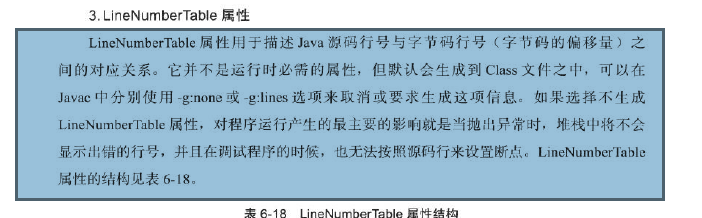 3. LineNumberTable 属性
LineNumberTable 属性用于描述 Java 源码行号与字节码行号（字节码的偏移量）之
间的对应关系。它并不是运行时必需的属性，但默认会生成到 Class 文件之中，可以在
Javac 中分别使用 -g:none 或 -g:lines 选项来取消或要求生成这项信息。如果选择不生成
LineNumberTable 属性，对程序运行产生的最主要的影响就是当抛出异常时，堆栈中将不会
显示出错的行号，并且在调试程序的时候，也无法按照源码行来设置断点。LineNumberTable
属性的结构见表 6-18。
表 6-18 LineNumberTable 属性结构